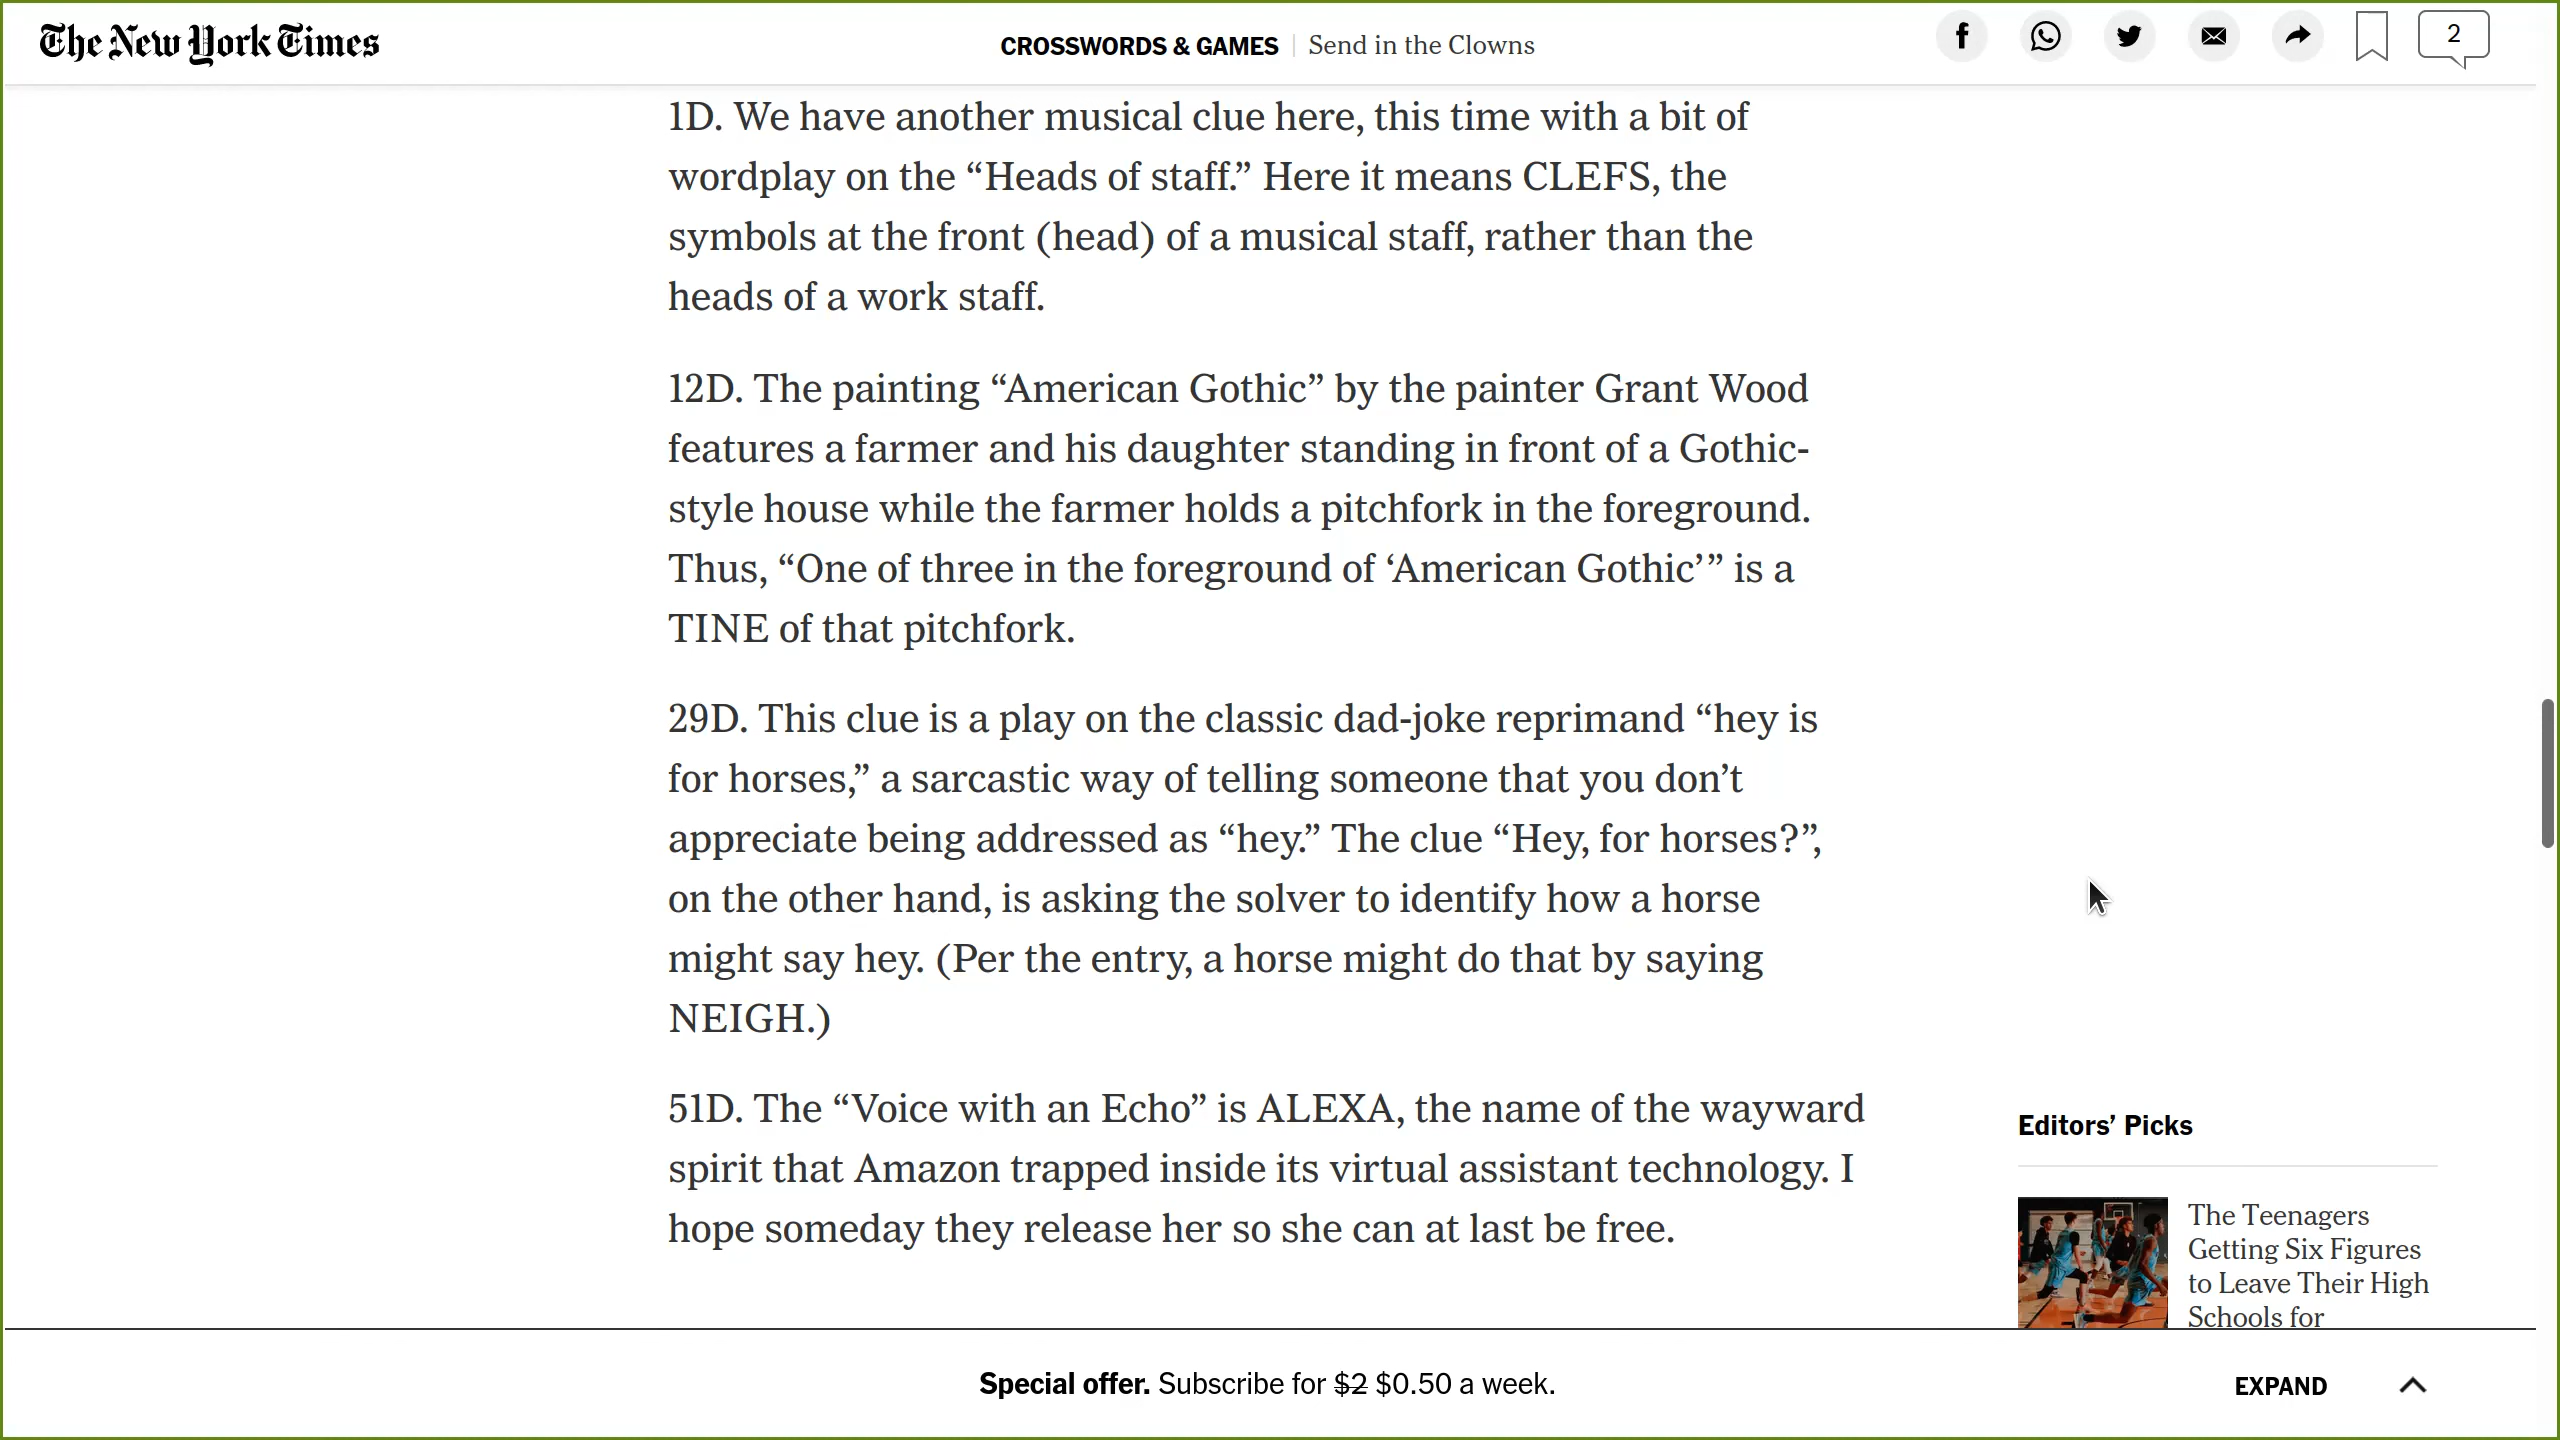 The New York Times
CROSSWORDS & GAMES | Send in the Clowns
2
1D. We have another musical clue here, this time with a bit of
wordplay on the “Heads of staff.” Here it means CLEFS, the
symbols at the front (head) of a musical staff, rather than the
heads of a work staff.
12D. The painting “American Gothic” by the painter Grant Wood
features a farmer and his daughter standing in front of a Gothic-
style house while the farmer holds a pitchfork in the foreground.
Thus, “One of three in the foreground of ‘American Gothic’” is a
TINE of that pitchfork.
29D. This clue is a play on the classic dad-joke reprimand “hey is
for horses,” a sarcastic way of telling someone that you don’t
appreciate being addressed as “hey.” The clue “Hey, for horses?”,
on the other hand, is asking the solver to identify how a horse
might say hey. (Per the entry, a horse might do that by saying
NEIGH.)
51D. The “Voice with an Echo” is ALEXA, the name of the wayward
spirit that Amazon trapped inside its virtual assistant technology. I
hope someday they release her so she can at last be free.
Editors’ Picks
The Teenagers
Getting Six Figures
to Leave Their High
Schools for
Special offer. Subscribe for $2 $0.50 a week.
EXPAND